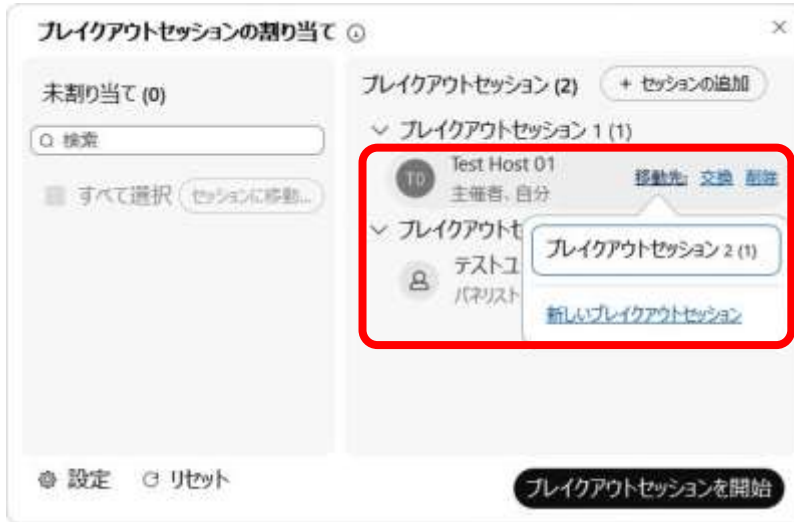 ブレイクアウトセッションの割り当て
未割り当て (0)
検索
すべて選択 セッションに移動...
ブレイクアウトセッション (2) + セッションの追加
ブレイクアウトセッション 1 (1)
TD
Test Host 01
主催者、自分
移動先: 交換 削除
ブレイクアウトセ
テストユ
パネリスト
ブレイクアウトセッション 2 (1)
新しいブレイクアウトセッション
設定 リセット
ブレイクアウトセッションを開始